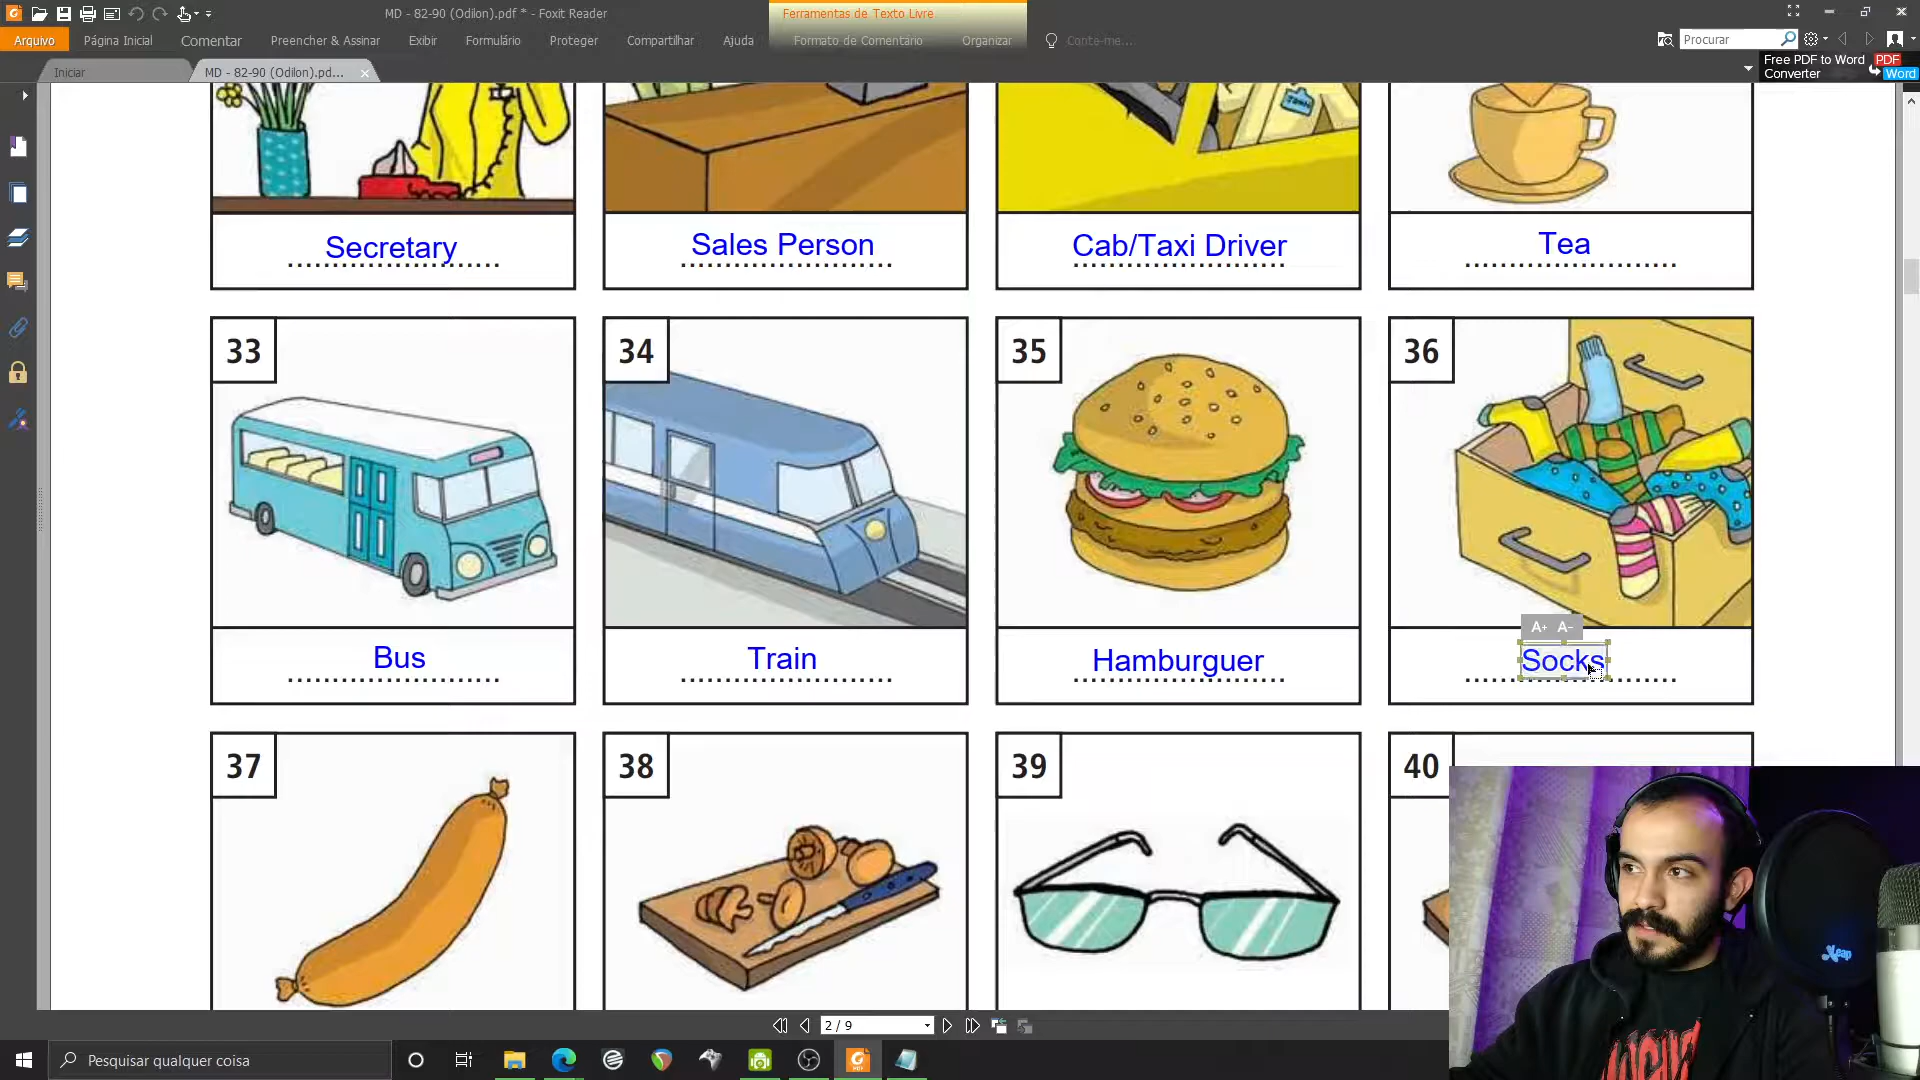 MD - 82-90 (Odilon).pdf * - Foxit Reader
Ferramentas de Texto Livre
Arquivo Página Inicial Comentar Preencher & Assinar Exibir Formulário Proteger Compartilhar Ajuda Formato de Comentário Organizar Conte-me... Procurar
Iniciar MD - 82-90 (Odilon).pd...
Free PDF to Word Converter PDF Word
Secretary Sales Person Cab/Taxi Driver Tea
33 34 35 36
A+ A-
Bus Train Hamburguer Socks
37 38 39 40
2 / 9
Pesquisar qualquer coisa